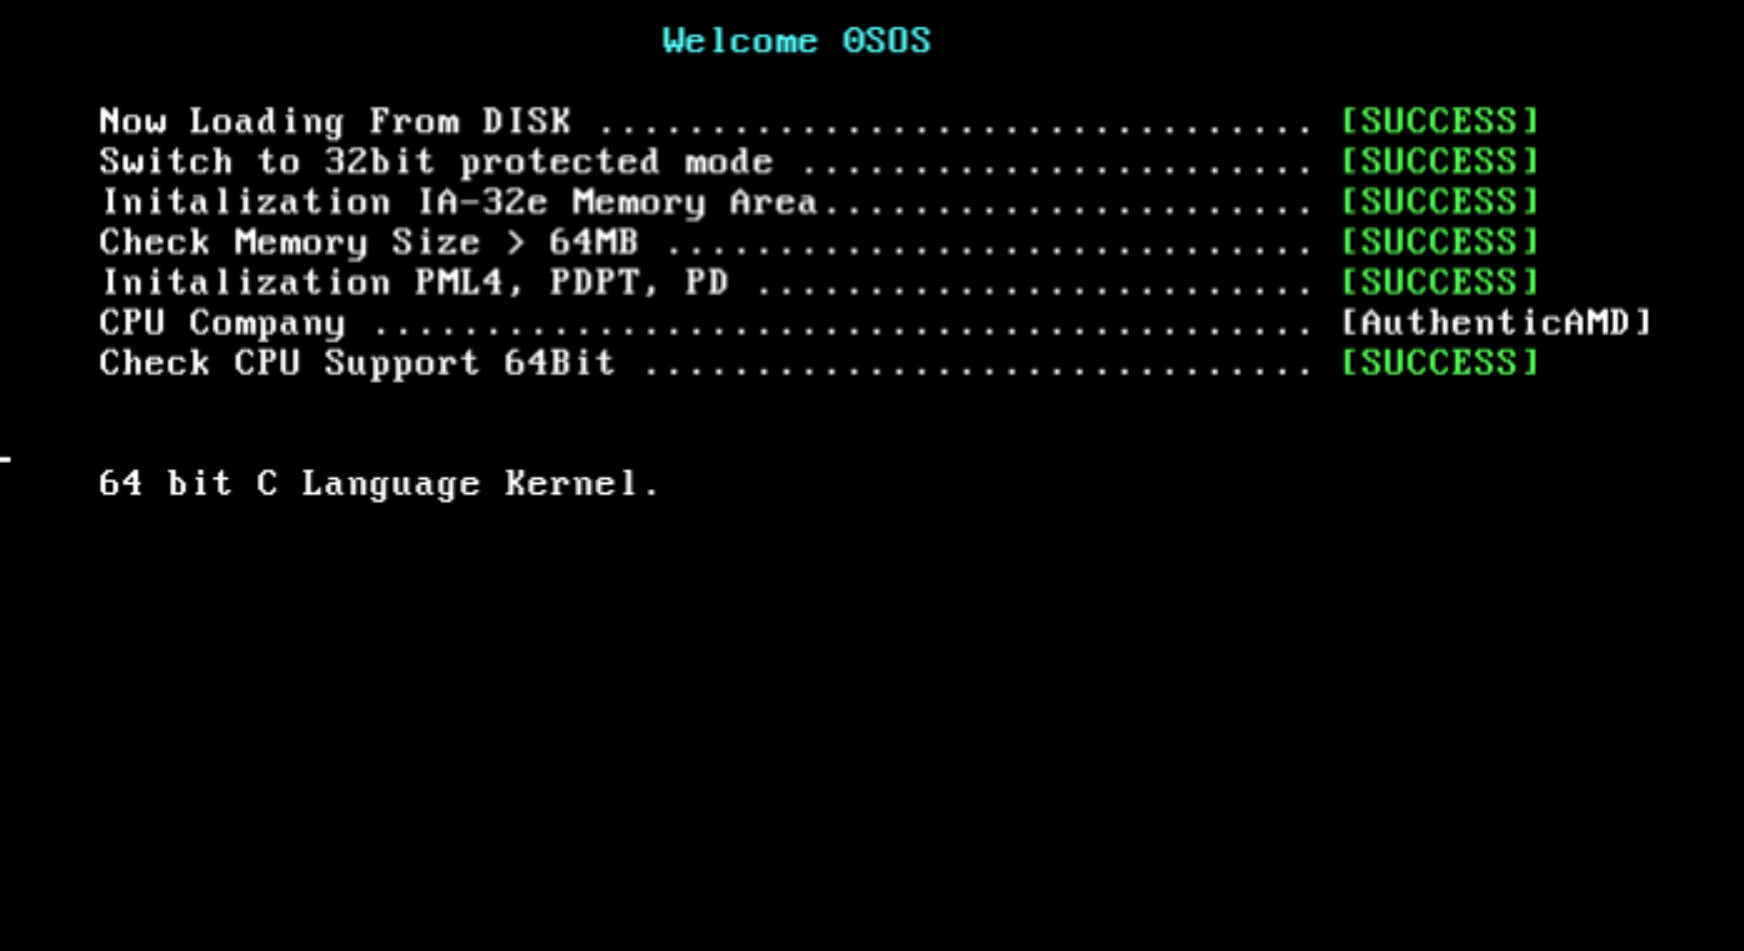 Welcome 0SOS
Now Loading From DISK ................................ [SUCCESS]
Switch to 32bit protected mode ....................... [SUCCESS]
Initalization IA-32e Memory Area...................... [SUCCESS]
Check Memory Size > 64MB ............................. [SUCCESS]
Initalization PML4, PDPT, PD ......................... [SUCCESS]
CPU Company .......................................... [AuthenticAMD]
Check CPU Support 64Bit .............................. [SUCCESS]
64 bit C Language Kernel.